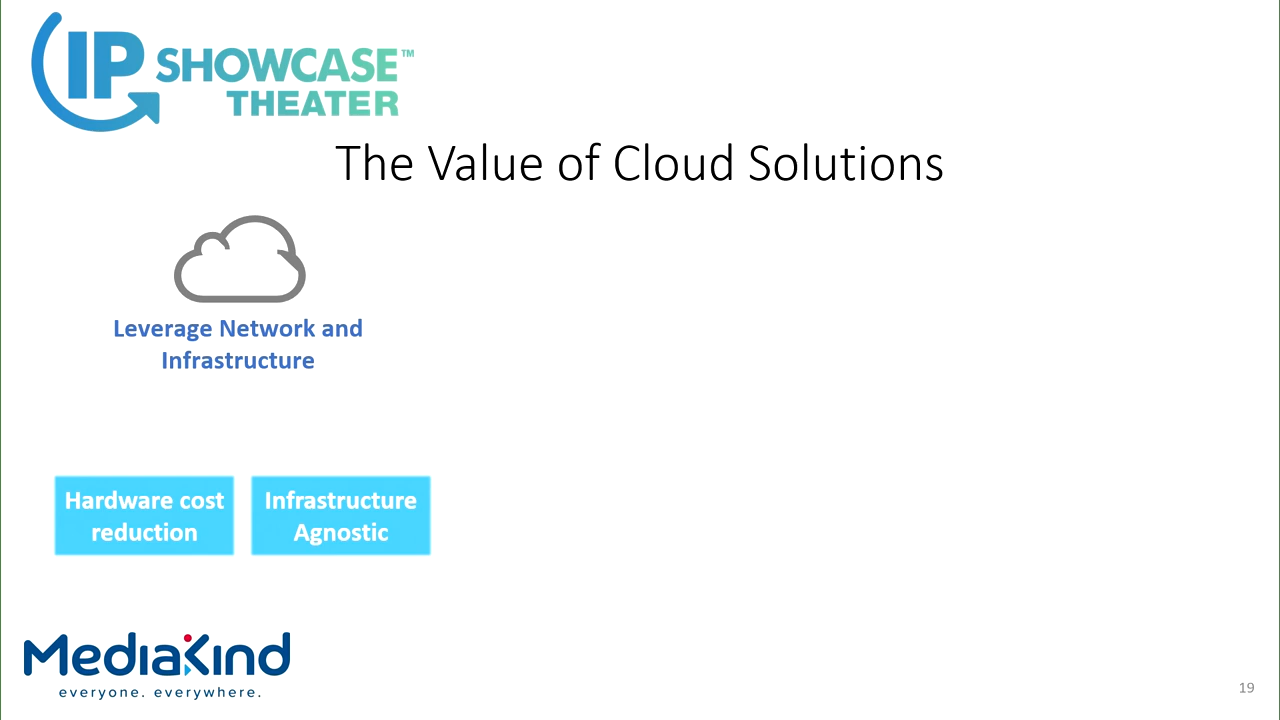 IP SHOWCASE™
THEATER
The Value of Cloud Solutions
Leverage Network and
Infrastructure
Hardware cost
reduction
Infrastructure
Agnostic
MediaKind
everyone. everywhere.
19